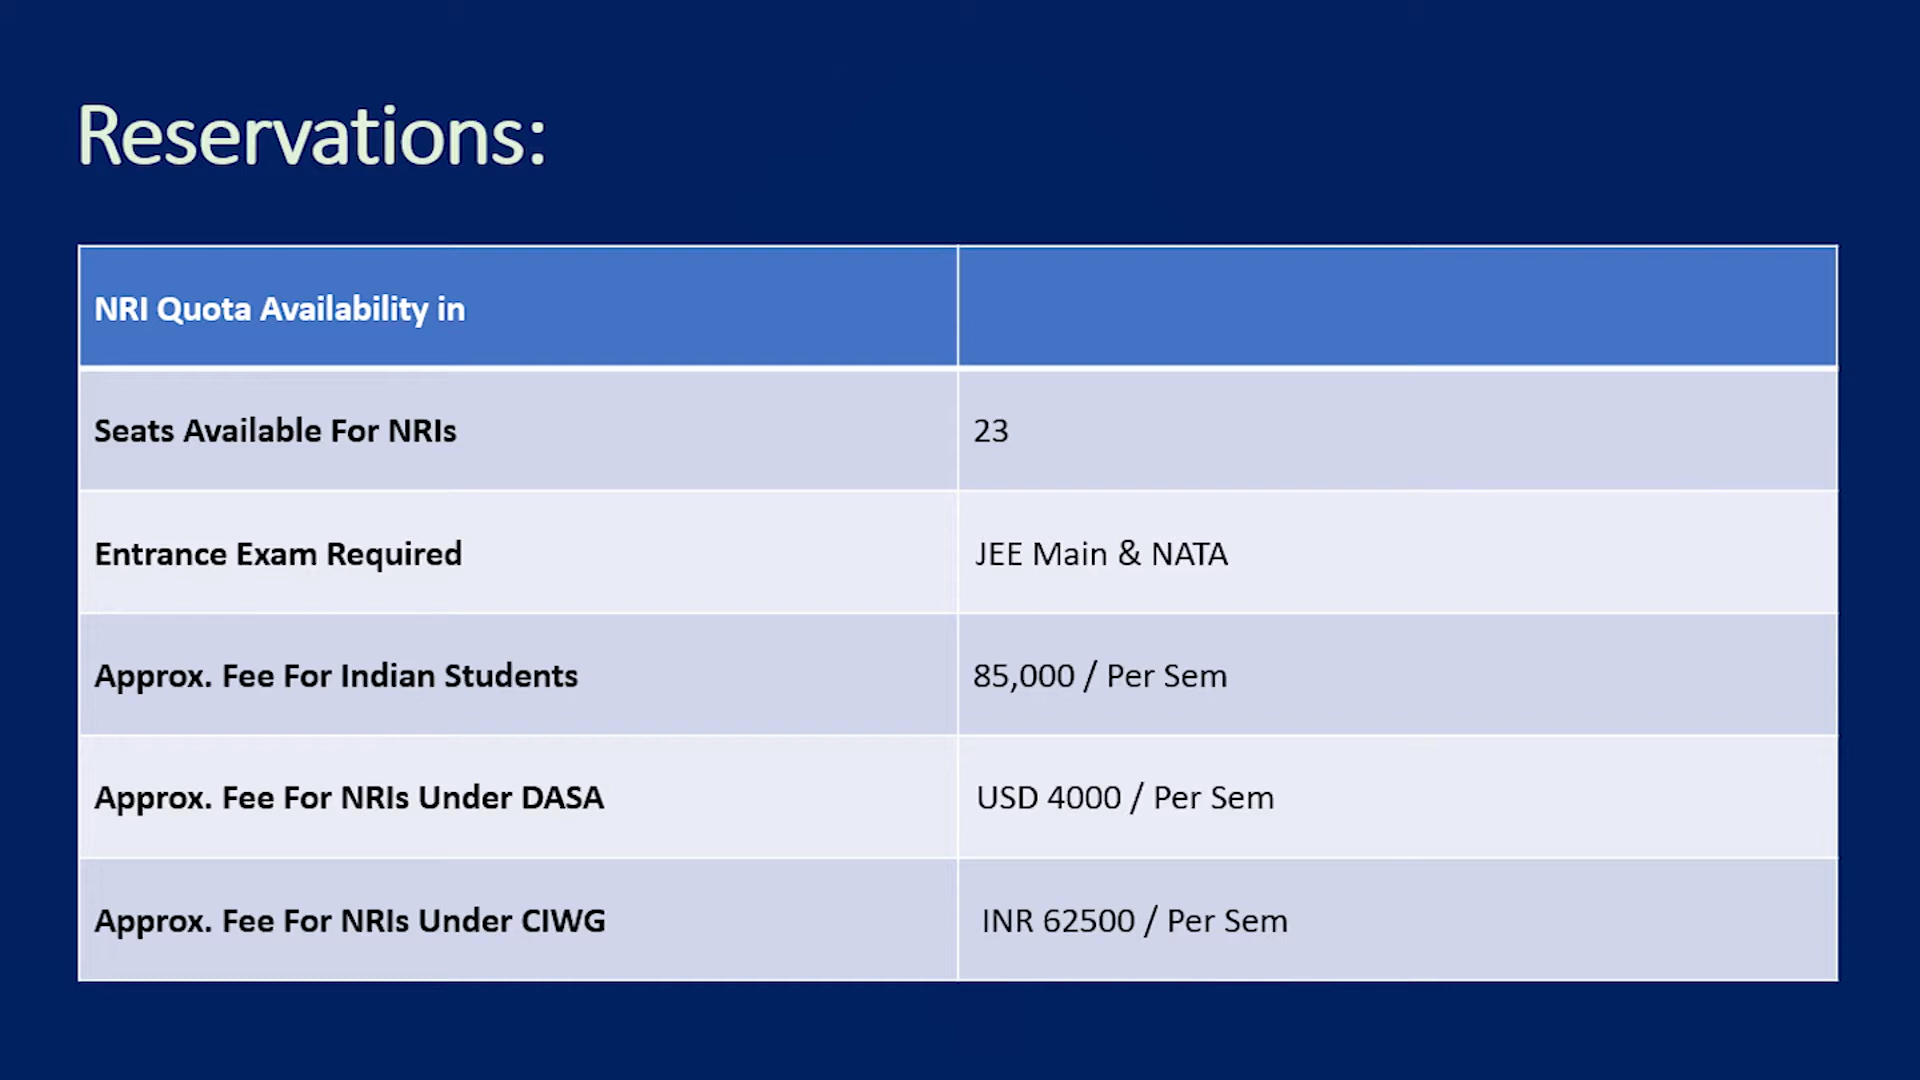 Reservations:
NRI Quota Availability in
Seats Available For NRIs 23
Entrance Exam Required JEE Main & NATA
Approx. Fee For Indian Students 85,000 / Per Sem
Approx. Fee For NRIs Under DASA USD 4000 / Per Sem
Approx. Fee For NRIs Under CIWG INR 62500 / Per Sem